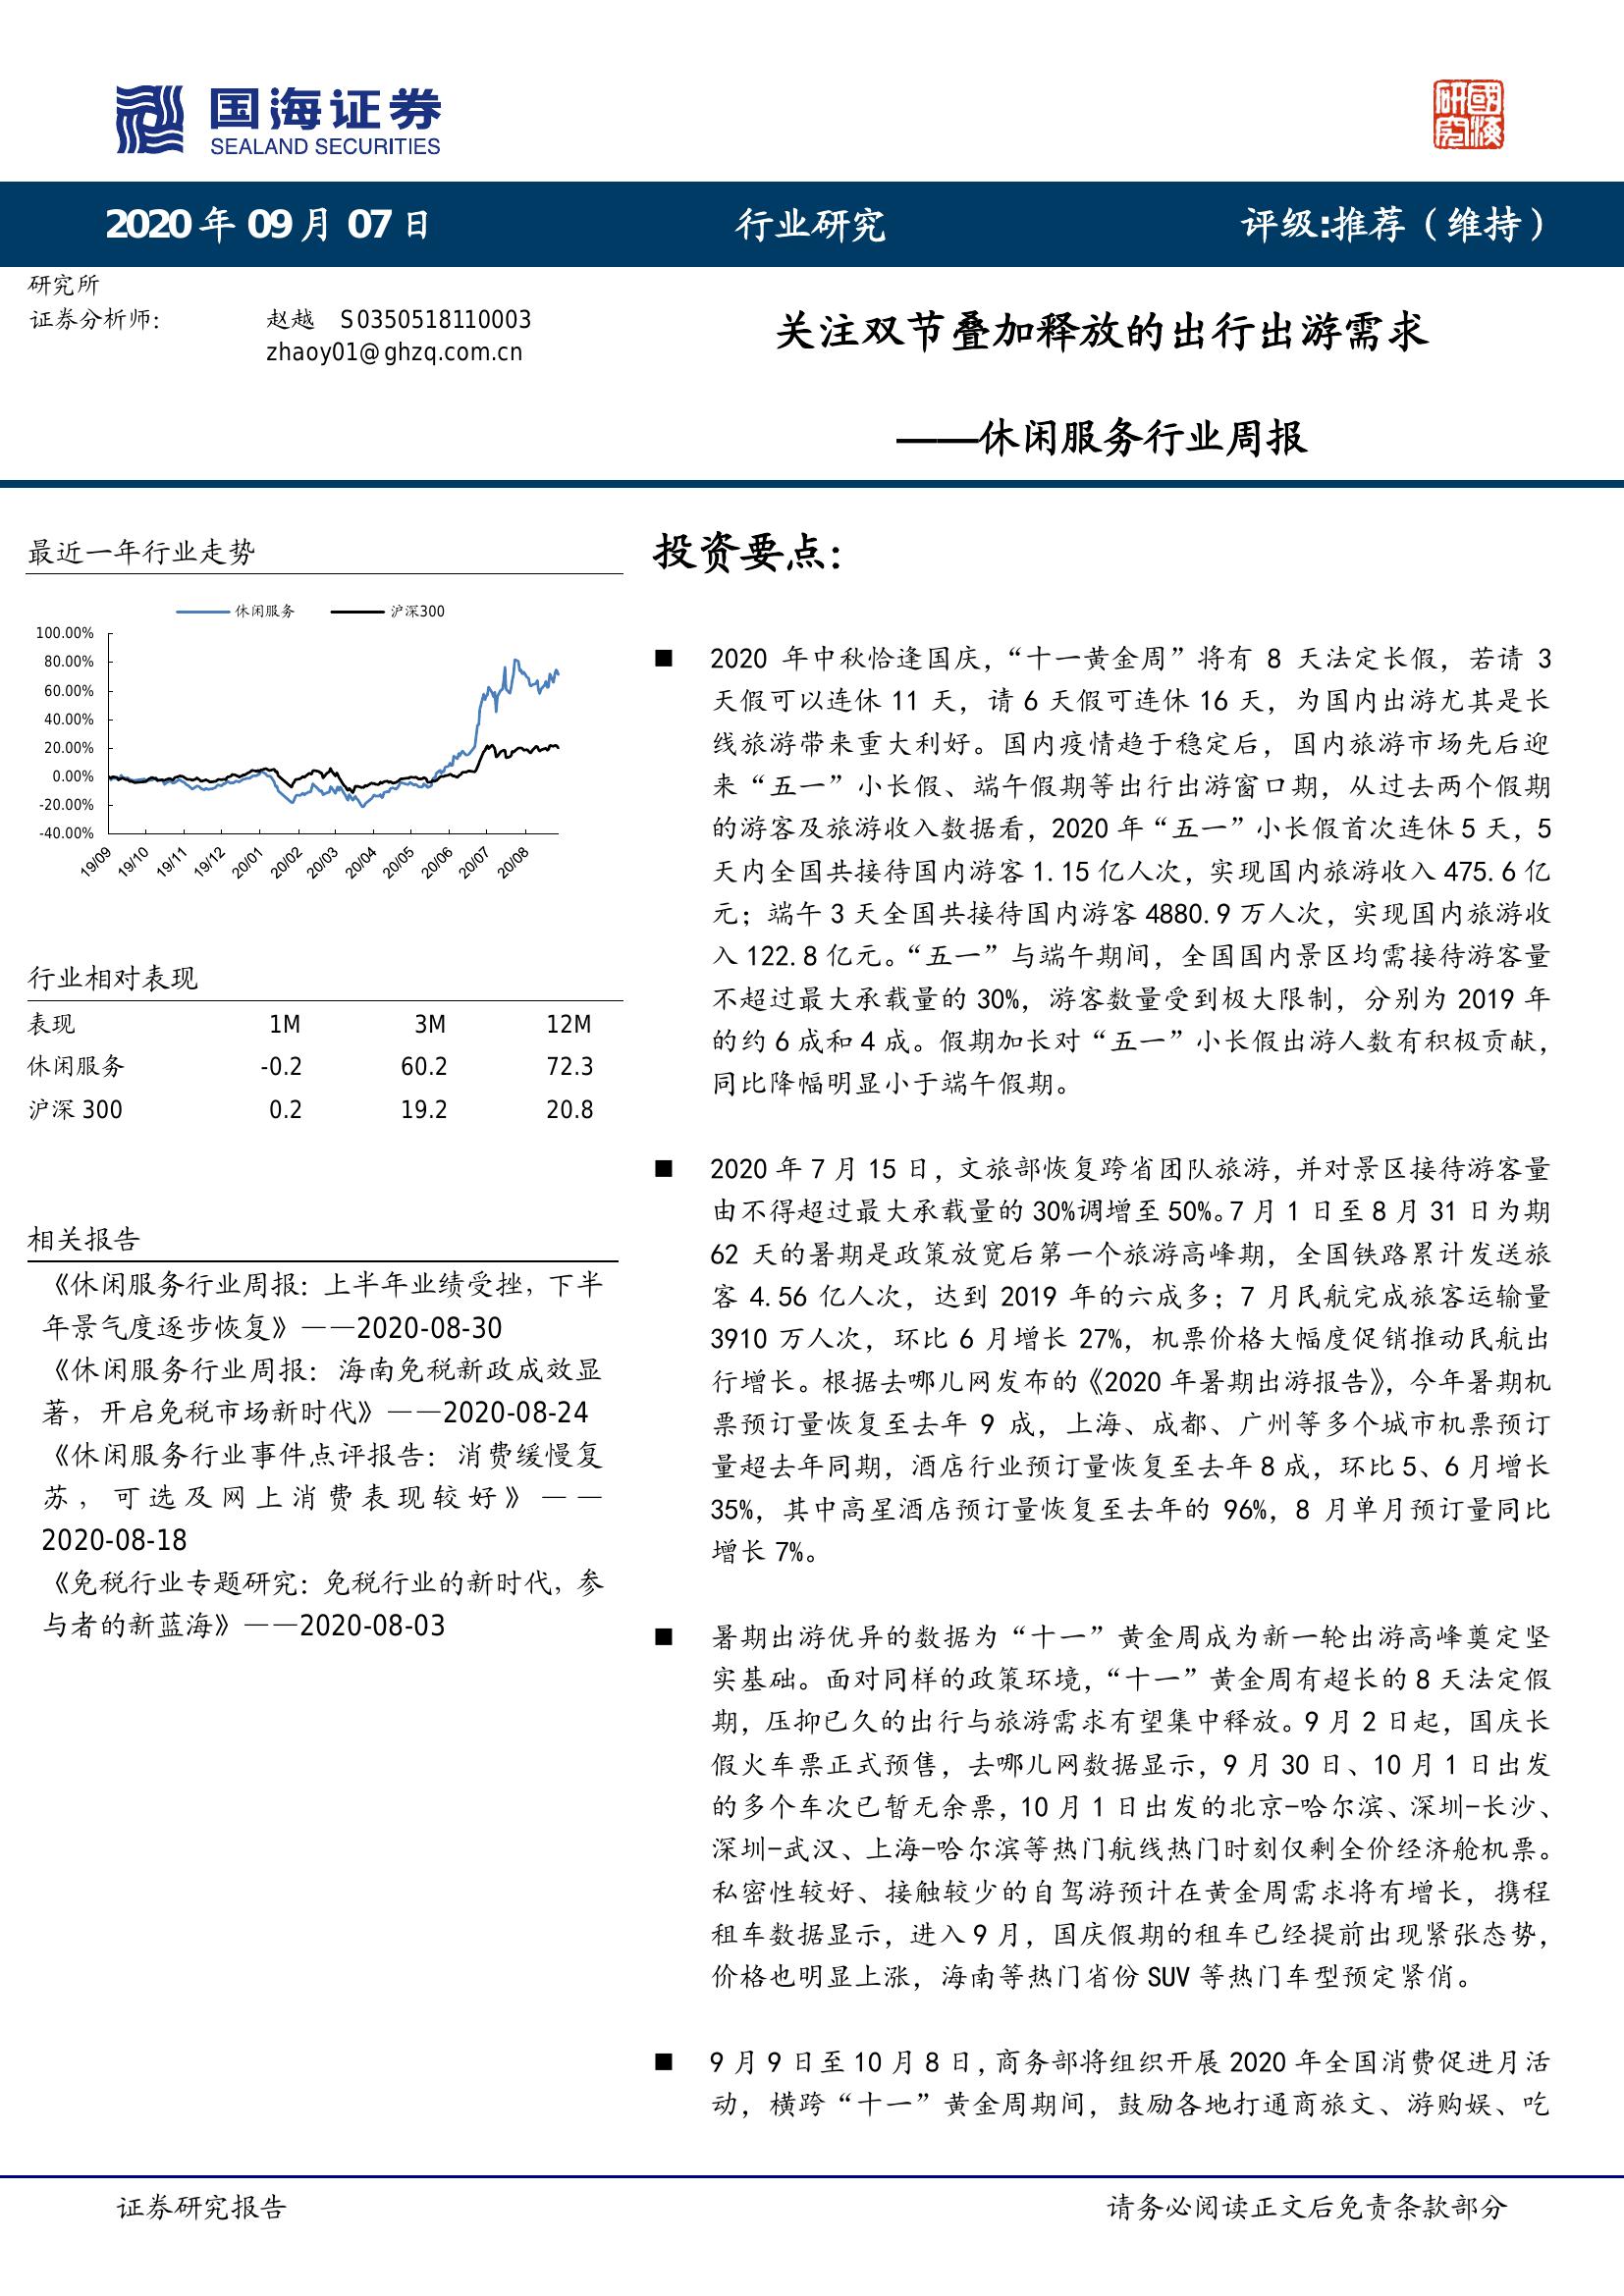 国海证券
SEALAND SECURITIES
國海研究
2020 年 09 月 07 日
行业研究
评级:推荐（维持）
研究所
证券分析师：
赵越 S0350518110003
zhaoy01@ghzq.com.cn
关注双节叠加释放的出行出游需求
——休闲服务行业周报
最近一年行业走势
休闲服务 沪深300
100.00%
80.00%
60.00%
40.00%
20.00%
0.00%
-20.00%
-40.00%
19/09 19/10 19/11 19/12 20/01 20/02 20/03 20/04 20/05 20/06 20/07 20/08
行业相对表现
表现 1M 3M 12M
休闲服务 -0.2 60.2 72.3
沪深 300 0.2 19.2 20.8
相关报告
《休闲服务行业周报：上半年业绩受挫，下半
年景气度逐步恢复》——2020-08-30
《休闲服务行业周报：海南免税新政成效显
著，开启免税市场新时代》——2020-08-24
《休闲服务行业事件点评报告：消费缓慢复
苏，可选及网上消费表现较好》——
2020-08-18
《免税行业专题研究：免税行业的新时代，参
与者的新蓝海》——2020-08-03
投资要点：
■ 2020 年中秋恰逢国庆，“十一黄金周”将有 8 天法定长假，若请 3
天假可以连休 11 天，请 6 天假可连休 16 天，为国内出游尤其是长
线旅游带来重大利好。国内疫情趋于稳定后，国内旅游市场先后迎
来“五一”小长假、端午假期等出行出游窗口期，从过去两个假期
的游客及旅游收入数据看，2020 年“五一”小长假首次连休 5 天，5
天内全国共接待国内游客 1.15 亿人次，实现国内旅游收入 475.6 亿
元；端午 3 天全国共接待国内游客 4880.9 万人次，实现国内旅游收
入 122.8 亿元。“五一”与端午期间，全国国内景区均需接待游客量
不超过最大承载量的 30%，游客数量受到极大限制，分别为 2019 年
的约 6 成和 4 成。假期加长对“五一”小长假出游人数有积极贡献，
同比降幅明显小于端午假期。
■ 2020 年 7 月 15 日，文旅部恢复跨省团队旅游，并对景区接待游客量
由不得超过最大承载量的 30%调增至 50%。7 月 1 日至 8 月 31 日为期
62 天的暑期是政策放宽后第一个旅游高峰期，全国铁路累计发送旅
客 4.56 亿人次，达到 2019 年的六成多；7 月民航完成旅客运输量
3910 万人次，环比 6 月增长 27%，机票价格大幅度促销推动民航出
行增长。根据去哪儿网发布的《2020 年暑期出游报告》，今年暑期机
票预订量恢复至去年 9 成，上海、成都、广州等多个城市机票预订
量超去年同期，酒店行业预订量恢复至去年 8 成，环比 5、6 月增长
35%，其中高星酒店预订量恢复至去年的 96%，8 月单月预订量同比
增长 7%。
■ 暑期出游优异的数据为“十一”黄金周成为新一轮出游高峰奠定坚
实基础。面对同样的政策环境，“十一”黄金周有超长的 8 天法定假
期，压抑已久的出行与旅游需求有望集中释放。9 月 2 日起，国庆长
假火车票正式预售，去哪儿网数据显示，9 月 30 日、10 月 1 日出发
的多个车次已暂无余票，10 月 1 日出发的北京-哈尔滨、深圳-长沙、
深圳-武汉、上海-哈尔滨等热门航线热门时刻仅剩全价经济舱机票。
私密性较好、接触较少的自驾游预计在黄金周需求将有增长，携程
租车数据显示，进入 9 月，国庆假期的租车已经提前出现紧张态势，
价格也明显上涨，海南等热门省份 SUV 等热门车型预定紧俏。
■ 9 月 9 日至 10 月 8 日，商务部将组织开展 2020 年全国消费促进月活
动，横跨“十一”黄金周期间，鼓励各地打通商旅文、游购娱、吃
证券研究报告
请务必阅读正文后免责条款部分